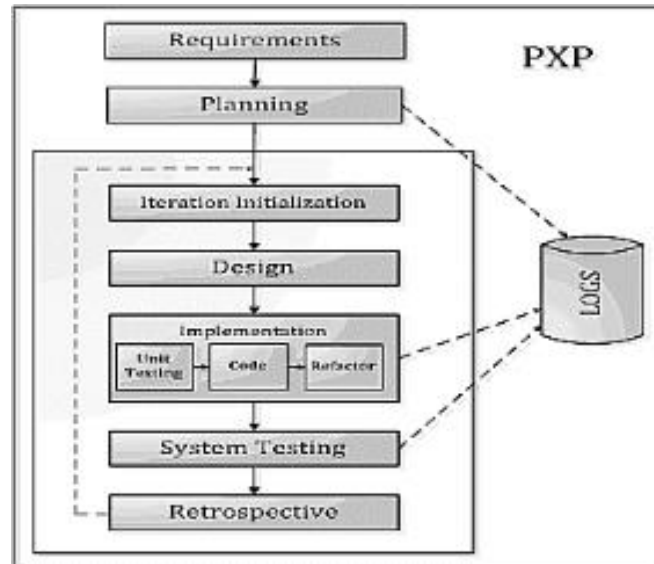 Requirements
PXP
Planning
Iteration Initialization
Design
LOGS
Implementation
Unit
Testing
Code
Refactor
System Testing
Retrospective